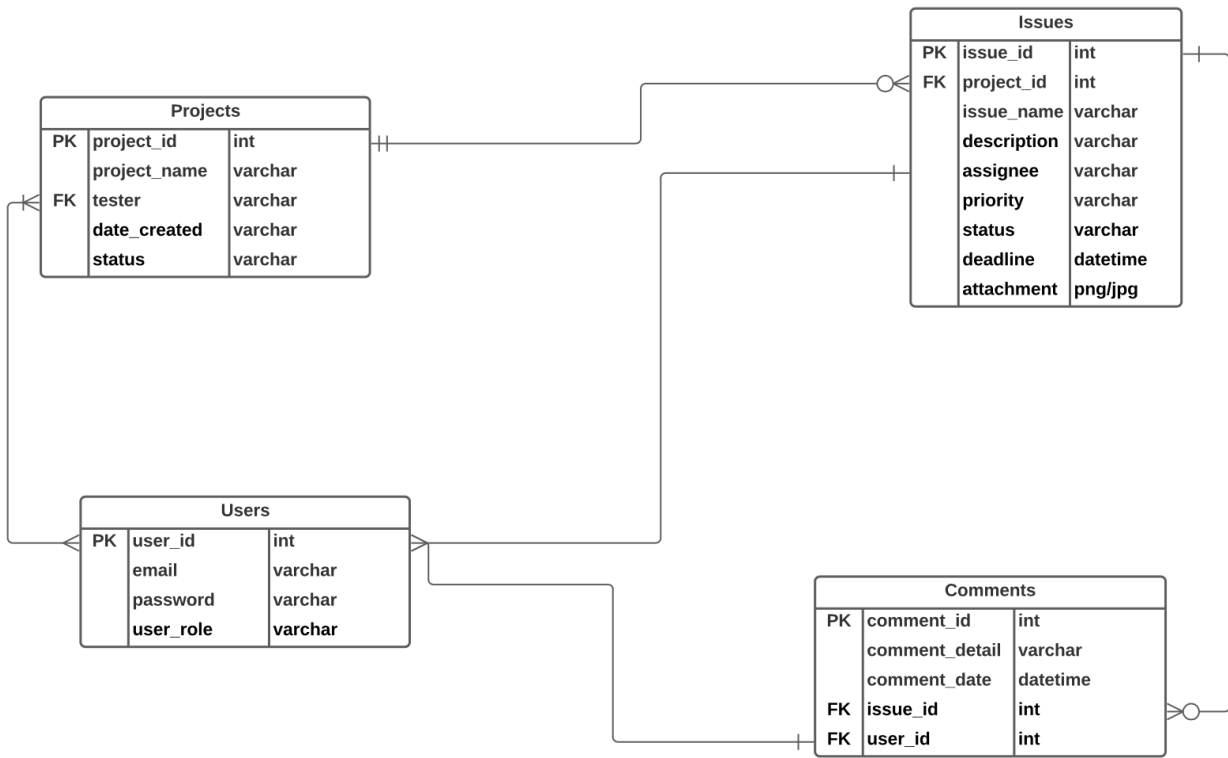 Issues
PK issue_id int
FK project_id int
issue_name varchar
description varchar
assignee varchar
priority varchar
status varchar
deadline datetime
attachment png/jpg
Projects
PK project_id int
project_name varchar
FK tester varchar
date_created varchar
status varchar
Users
PK user_id int
email varchar
password varchar
user_role varchar
Comments
PK comment_id int
comment_detail varchar
comment_date datetime
FK issue_id int
FK user_id int